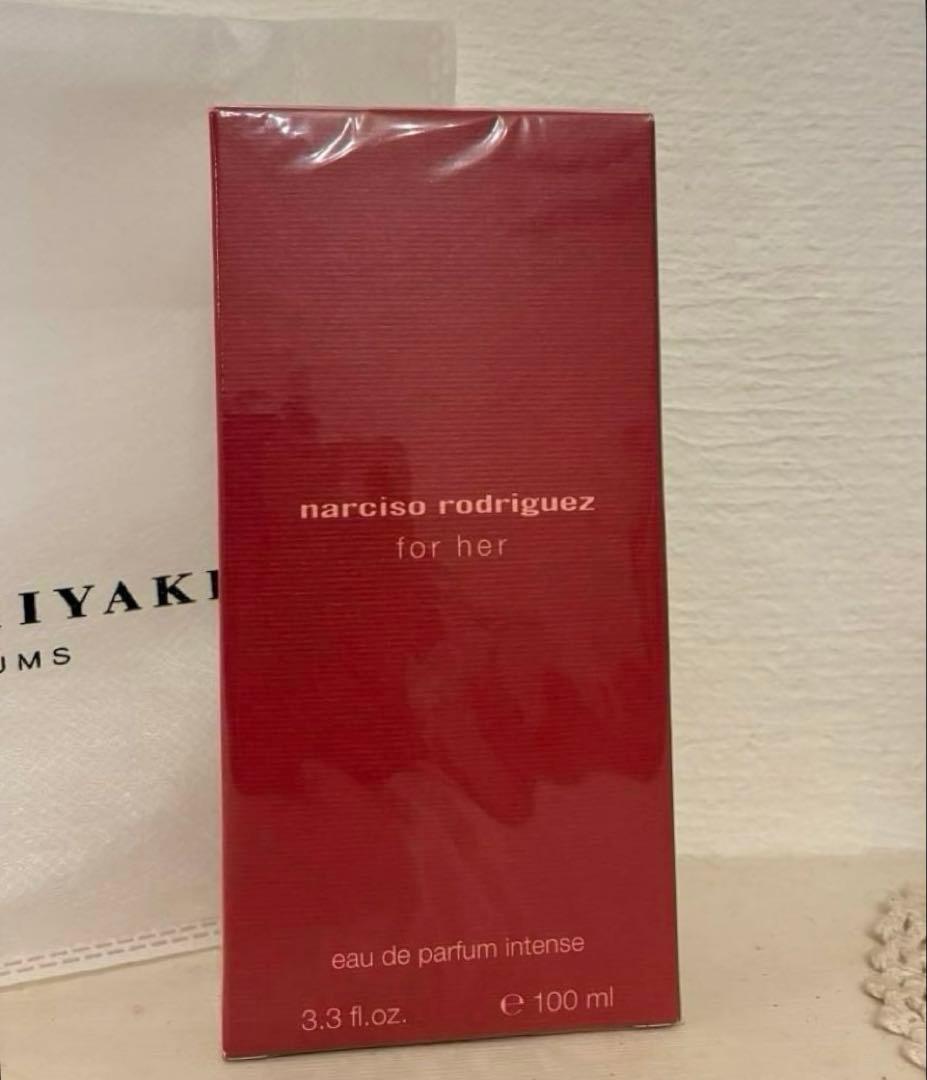 narciso rodriguez
for her
eau de parfum intense
3.3 fl.oz. ℮ 100 ml
IYAK
UMS